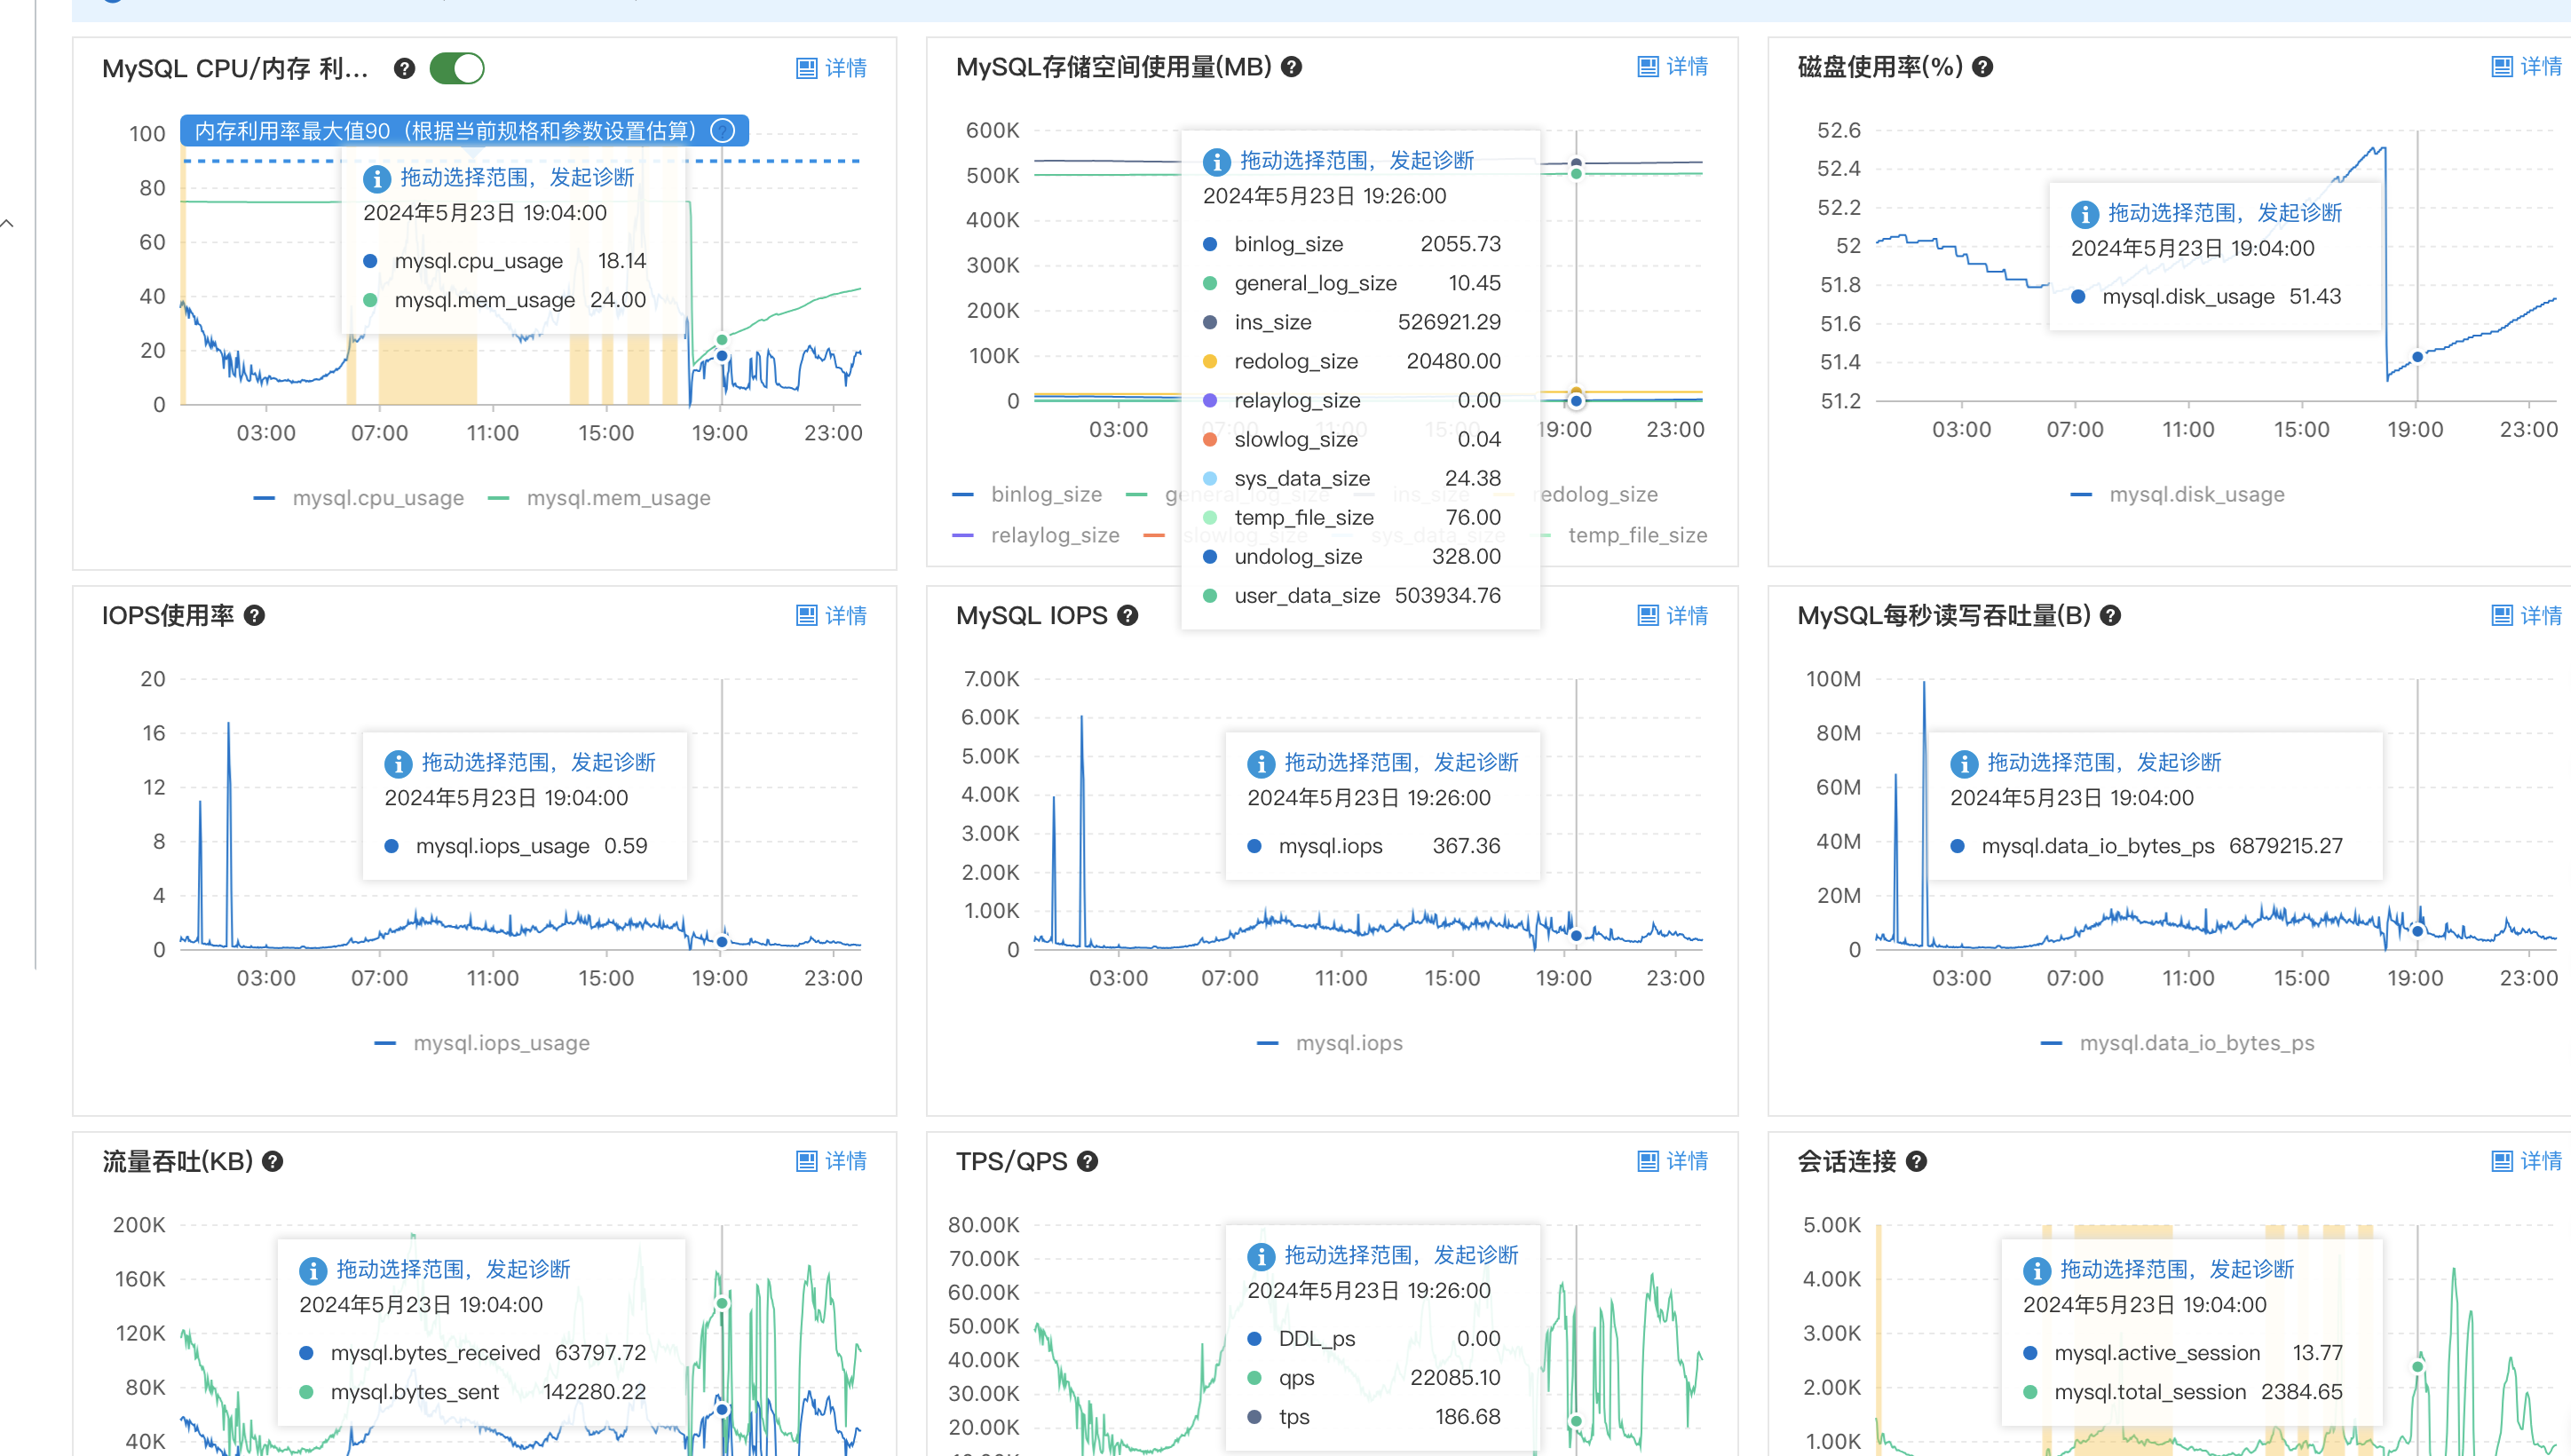 MySQL CPU/内存 利...
详情
100
80
60
40
20
0
内存利用率最大值90（根据当前规格和参数设置估算）
拖动选择范围，发起诊断
2024年5月23日 19:04:00
mysql.cpu_usage 18.14
mysql.mem_usage 24.00
03:00 07:00 11:00 15:00 19:00 23:00
mysql.cpu_usage mysql.mem_usage
MySQL存储空间使用量(MB)
详情
600K
500K
400K
300K
200K
100K
0
拖动选择范围，发起诊断
2024年5月23日 19:26:00
binlog_size 2055.73
general_log_size 10.45
ins_size 526921.29
redolog_size 20480.00
relaylog_size 0.00
slowlog_size 0.04
sys_data_size 24.38
temp_file_size 76.00
undolog_size 328.00
user_data_size 503934.76
03:00 07:00 11:00 15:00 19:00 23:00
binlog_size general_log_size ins_size redolog_size
relaylog_size slowlog_size sys_data_size temp_file_size
磁盘使用率(%)
详情
52.6
52.4
52.2
52
51.8
51.6
51.4
51.2
拖动选择范围，发起诊断
2024年5月23日 19:04:00
mysql.disk_usage 51.43
03:00 07:00 11:00 15:00 19:00 23:00
mysql.disk_usage
IOPS使用率
详情
20
16
12
8
4
0
拖动选择范围，发起诊断
2024年5月23日 19:04:00
mysql.iops_usage 0.59
03:00 07:00 11:00 15:00 19:00 23:00
mysql.iops_usage
MySQL IOPS
详情
7.00K
6.00K
5.00K
4.00K
3.00K
2.00K
1.00K
0
拖动选择范围，发起诊断
2024年5月23日 19:26:00
mysql.iops 367.36
03:00 07:00 11:00 15:00 19:00 23:00
mysql.iops
MySQL每秒读写吞吐量(B)
详情
100M
80M
60M
40M
20M
0
拖动选择范围，发起诊断
2024年5月23日 19:04:00
mysql.data_io_bytes_ps 6879215.27
03:00 07:00 11:00 15:00 19:00 23:00
mysql.data_io_bytes_ps
流量吞吐(KB)
详情
200K
160K
120K
80K
40K
拖动选择范围，发起诊断
2024年5月23日 19:04:00
mysql.bytes_received 63797.72
mysql.bytes_sent 142280.22
TPS/QPS
详情
80.00K
70.00K
60.00K
50.00K
40.00K
30.00K
20.00K
拖动选择范围，发起诊断
2024年5月23日 19:26:00
DDL_ps 0.00
qps 22085.10
tps 186.68
会话连接
详情
5.00K
4.00K
3.00K
2.00K
1.00K
拖动选择范围，发起诊断
2024年5月23日 19:04:00
mysql.active_session 13.77
mysql.total_session 2384.65